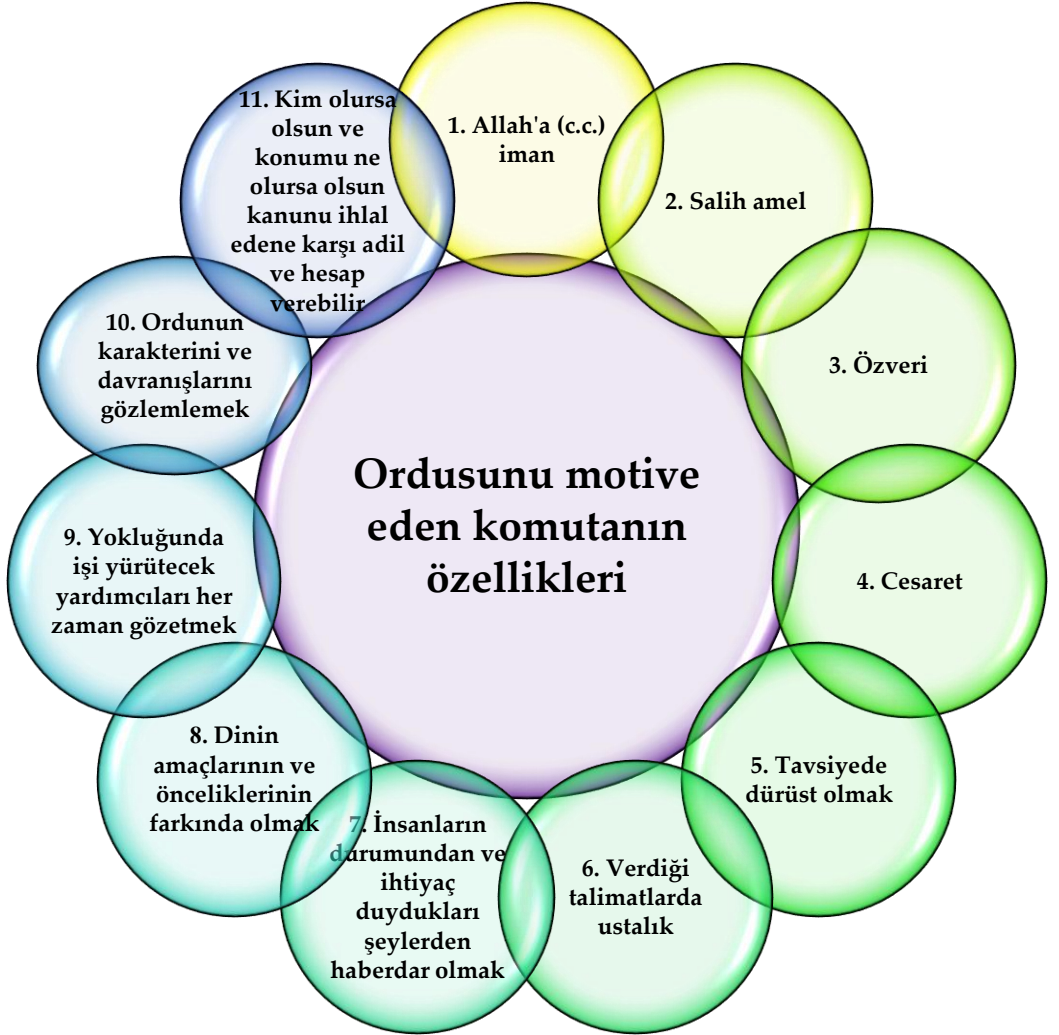 Ordusunu motive
eden komutanın
özellikleri
1. Allah'a (c.c.)
iman
2. Salih amel
3. Özveri
4. Cesaret
5. Tavsiyede
dürüst olmak
6. Verdiği
talimatlarda
ustalık
7. İnsanların
durumundan ve
ihtiyaç
duydukları
şeylerden
haberdar olmak
8. Dinin
amaçlarının ve
önceliklerinin
farkında olmak
9. Yokluğunda
işi yürütecek
yardımcıları her
zaman gözetmek
10. Ordunun
karakterini ve
davranışlarını
gözlemlemek
11. Kim olursa
olsun ve
konumu ne
olursa olsun
kanunu ihlal
edene karşı adil
ve hesap
verebilir